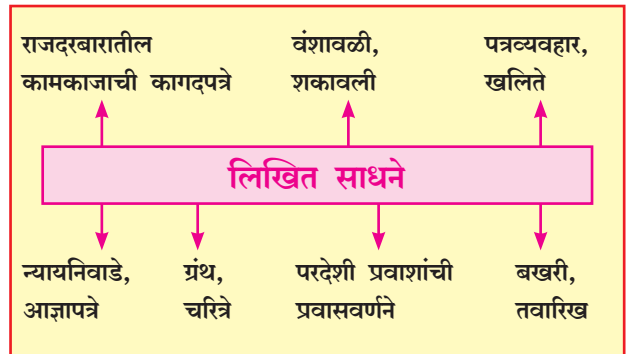 राजदरबारातील
कामकाजाची कागदपत्रे
वंशावळी,
शकावली
पत्रव्यवहार,
खलिते
लिखित साधने
न्यायनिवाडे,
आज्ञापत्रे
ग्रंथ,
चरित्रे
परदेशी प्रवाशांची
प्रवासवर्णने
बखरी,
तवारिख